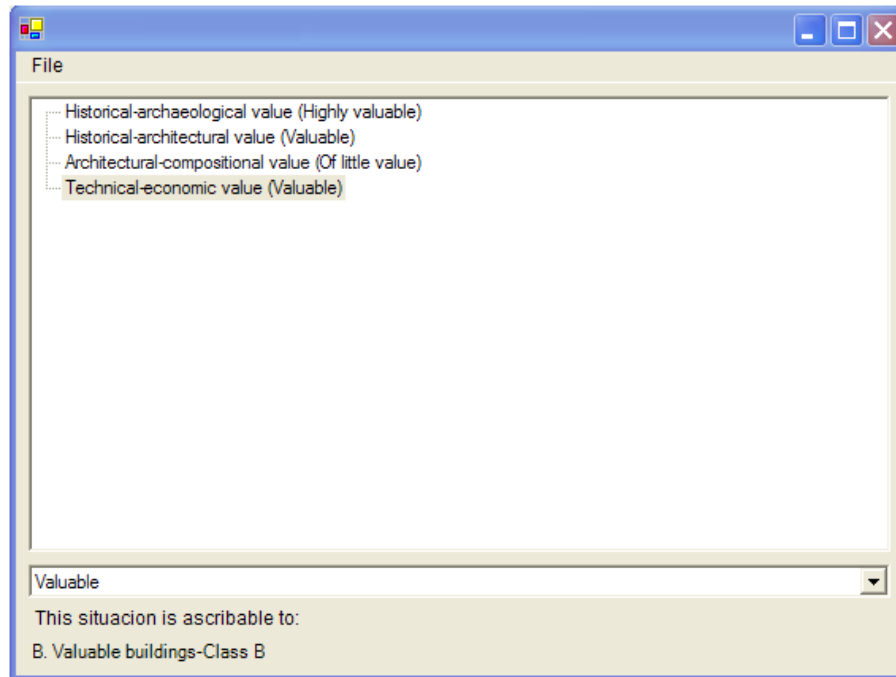 File
Historical-archaeological value (Highly valuable)
Historical-architectural value (Valuable)
Architectural-compositional value (Of little value)
Technical-economic value (Valuable)
Valuable
This situacion is ascribable to:
B. Valuable buildings-Class B